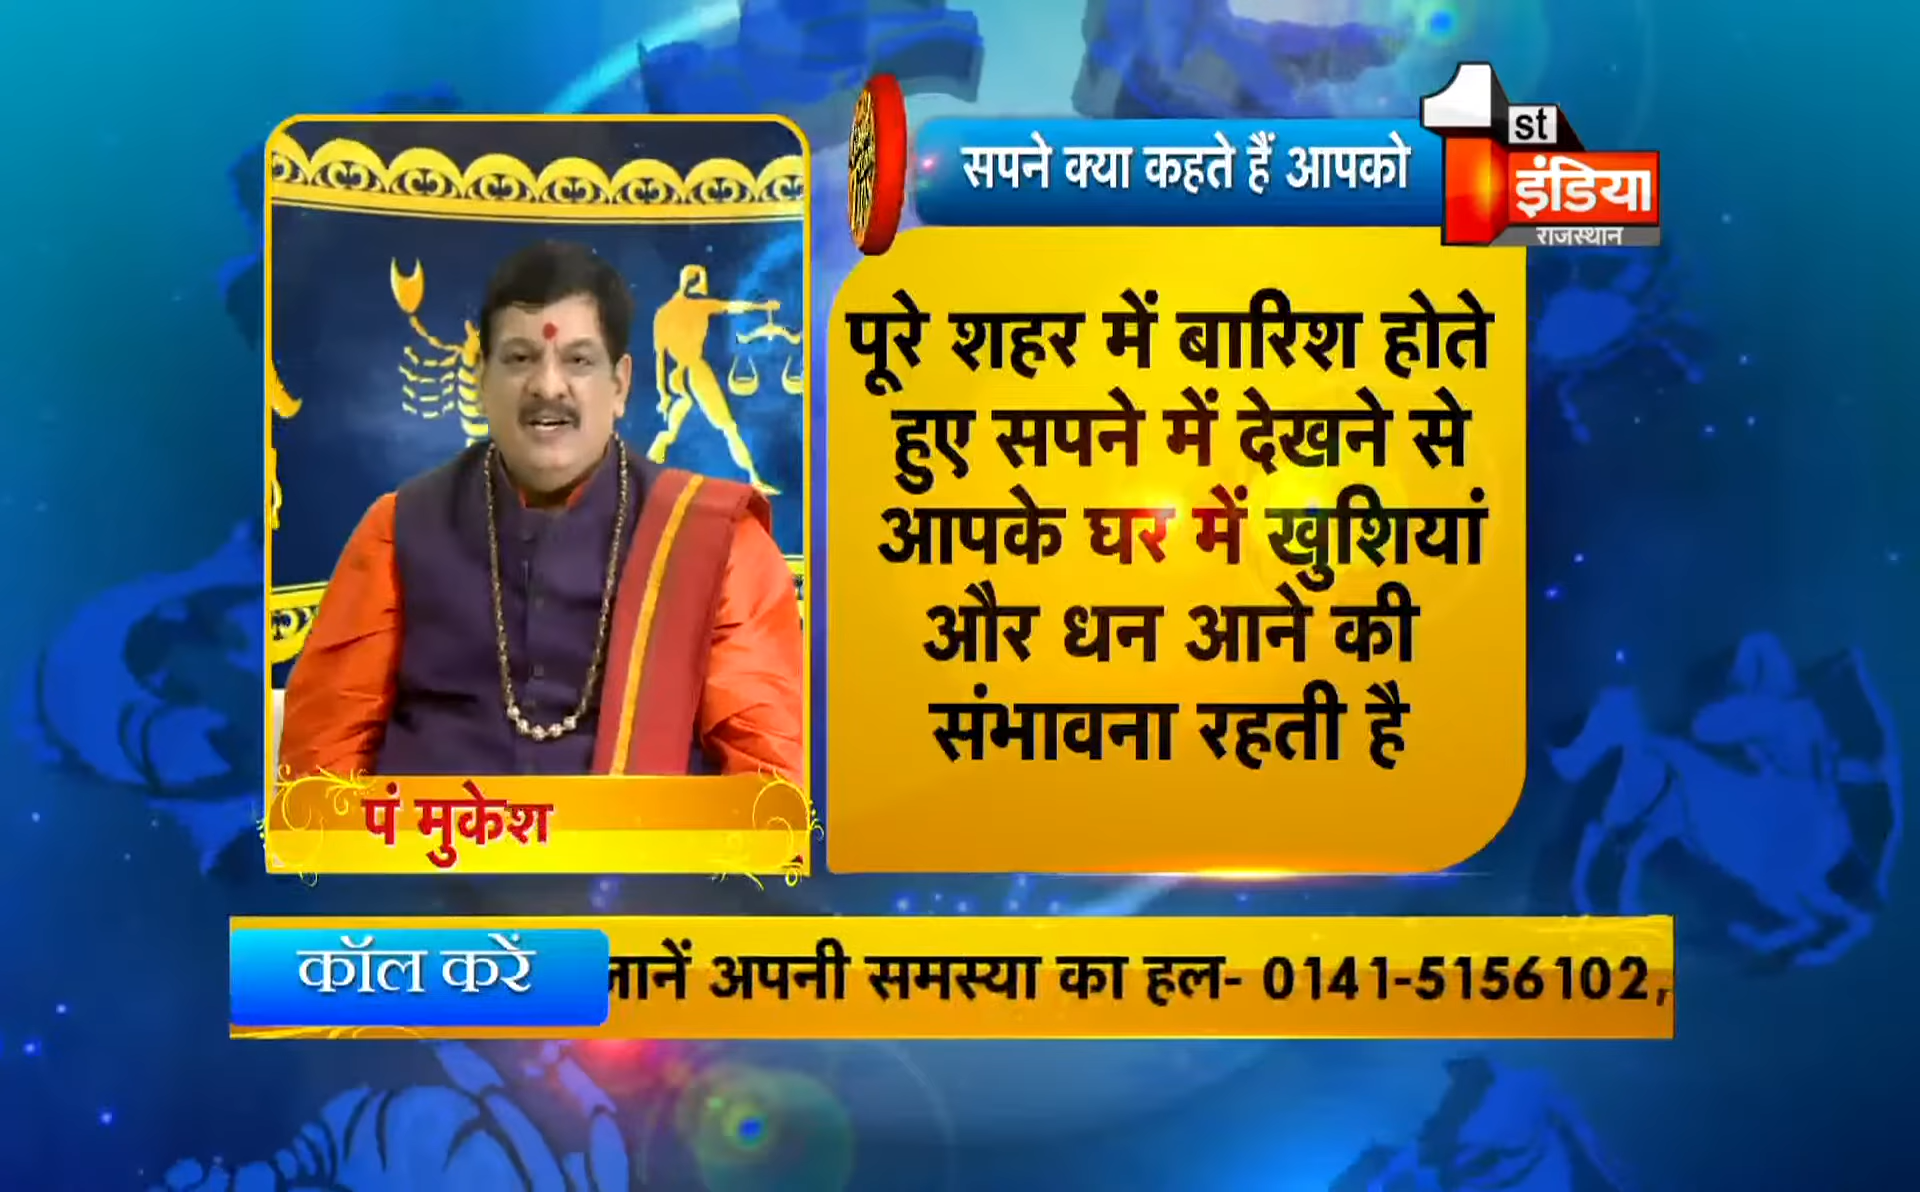 सपने क्या कहते हैं आपको
1st
इंडिया
राजस्थान
पूरे शहर में बारिश होते
हुए सपने में देखने से
आपके घर में खुशियां
और धन आने की
संभावना रहती है
पं मुकेश
कॉल करें
जानें अपनी समस्या का हल- 0141-5156102,